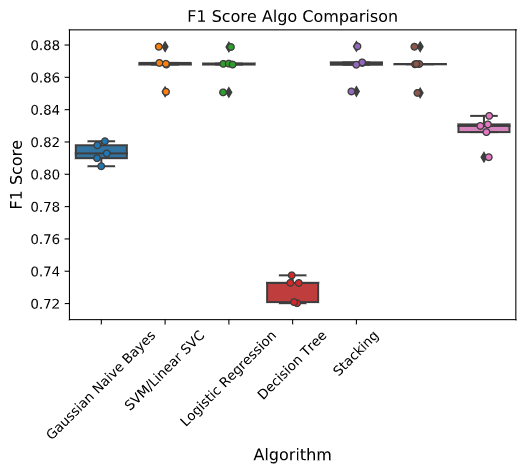 F1 Score Algo Comparison
F1 Score
0.88
0.86
0.84
0.82
0.80
0.78
0.76
0.74
0.72
Gaussian Naive Bayes
SVM/Linear SVC
Logistic Regression
Decision Tree
Stacking
Algorithm